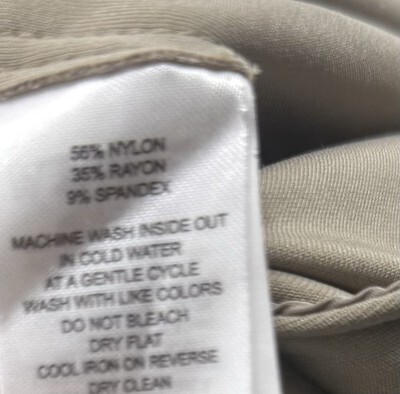 56% NYLON
35% RAYON
9% SPANDEX
MACHINE WASH INSIDE OUT
IN COLD WATER
AT A GENTLE CYCLE
WASH WITH LIKE COLORS
DO NOT BLEACH
DRY FLAT
COOL IRON ON REVERSE
DRY CLEAN